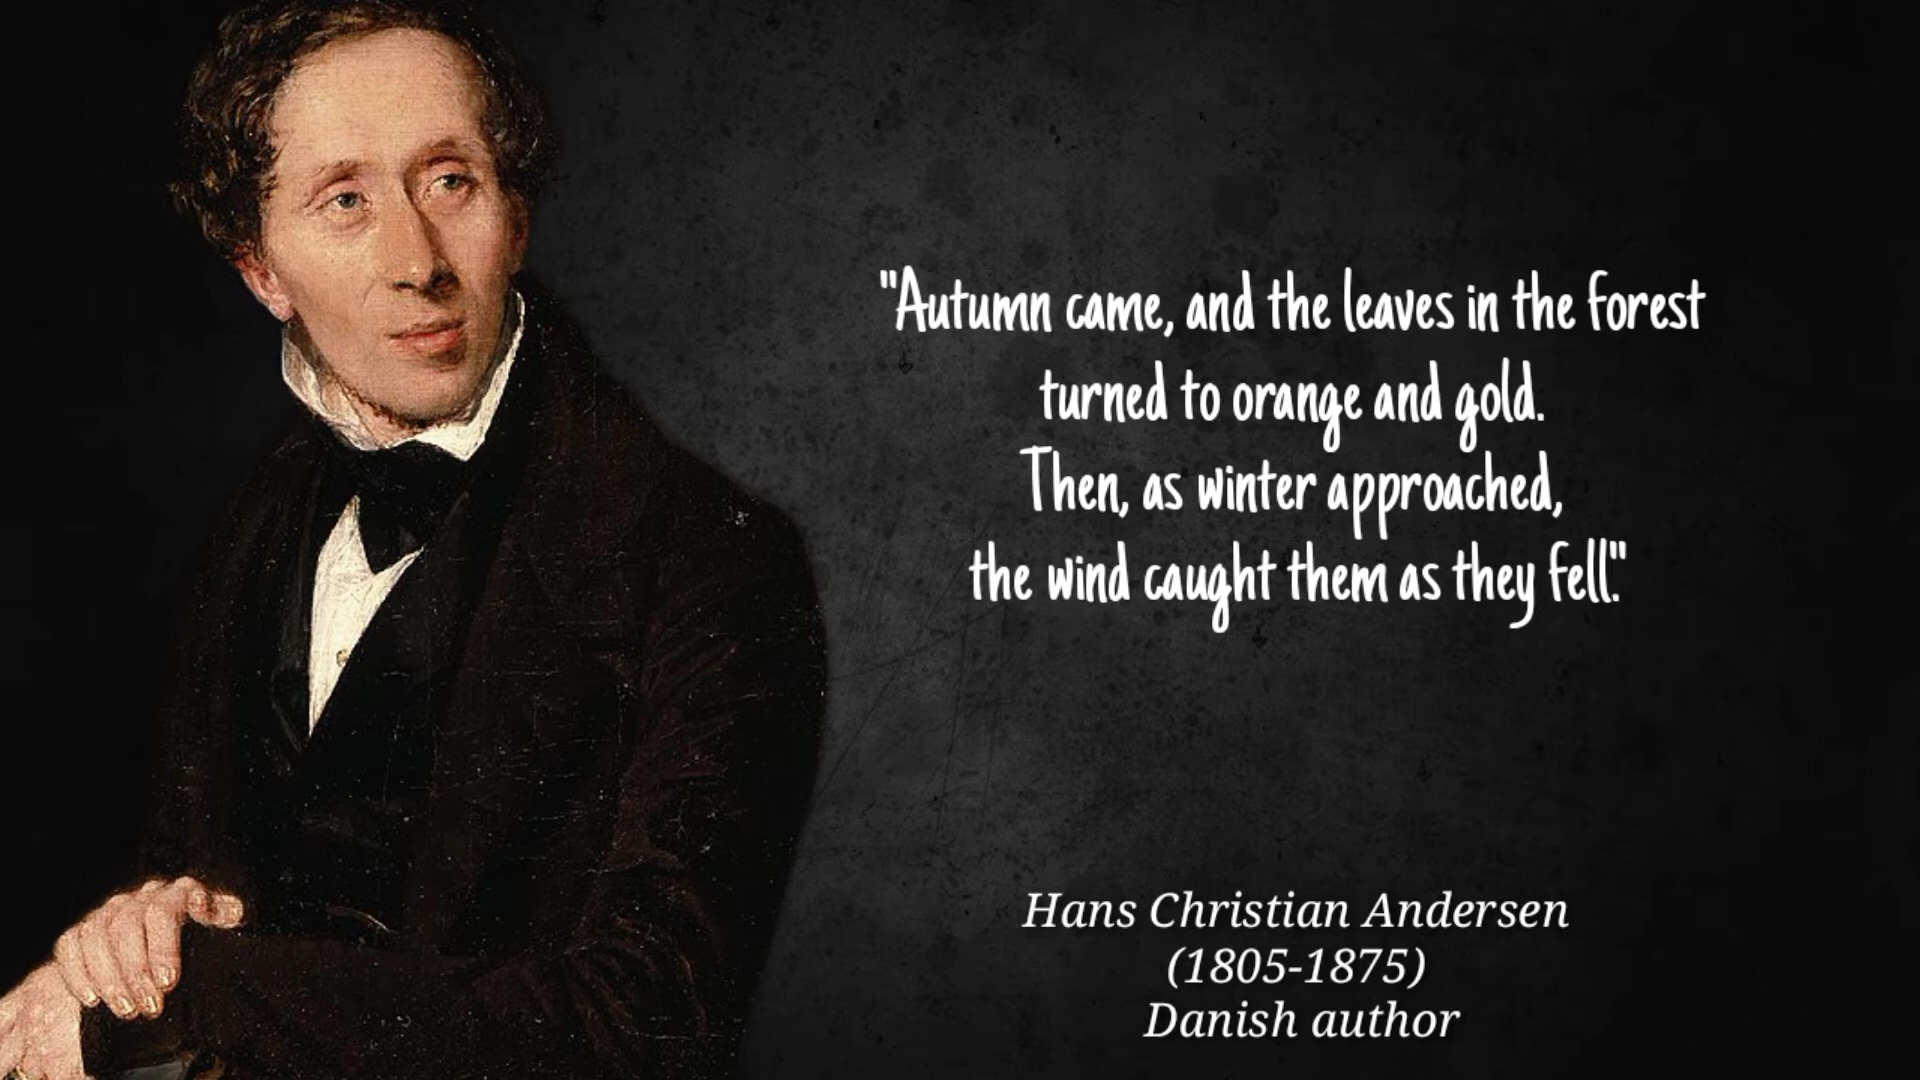 "Autumn came, and the leaves in the forest
turned to orange and gold.
Then, as winter approached,
the wind caught them as they fell."
Hans Christian Andersen
(1805-1875)
Danish author